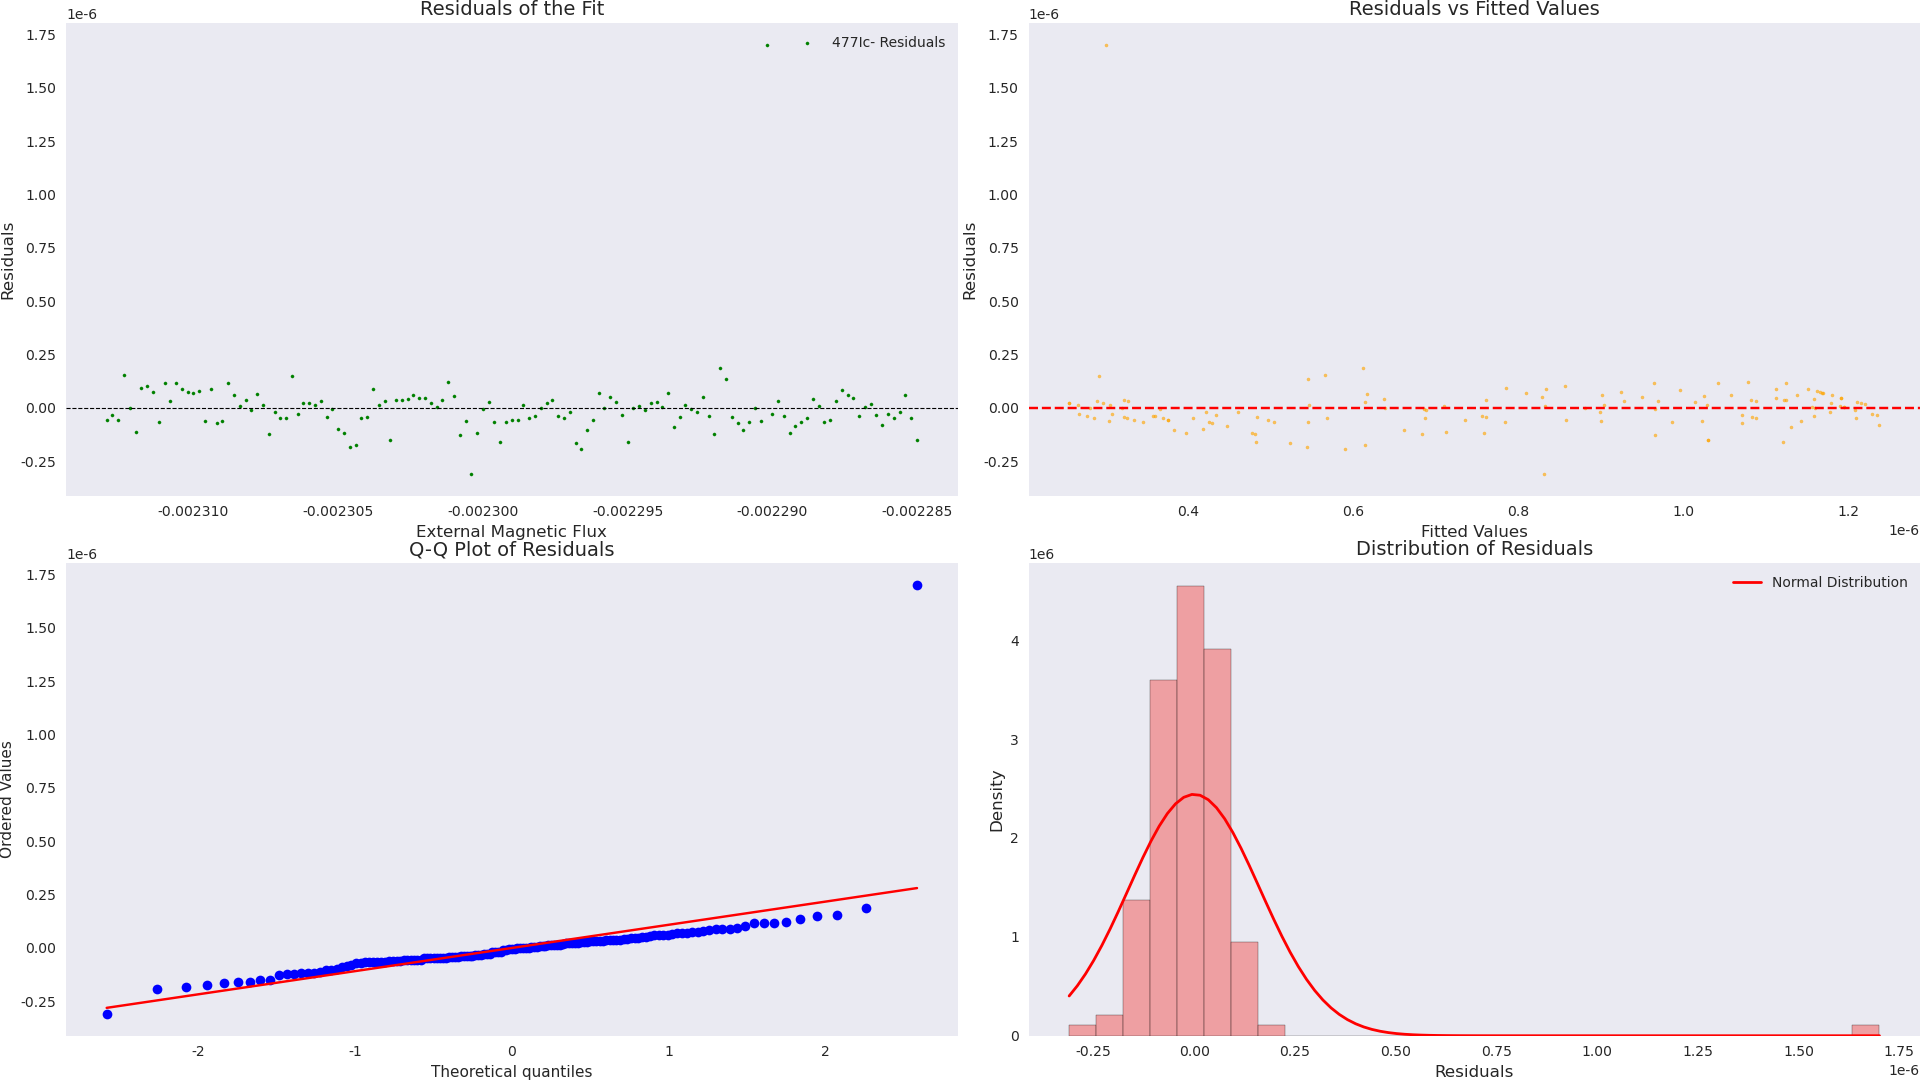 Residuals of the Fit
1e-6
1.75
1.50
1.25
1.00
0.75
0.50
0.25
0.00
-0.25
Residuals
477Ic- Residuals
-0.002310 -0.002305 -0.002300 -0.002295 -0.002290 -0.002285
External Magnetic Flux
Residuals vs Fitted Values
1e-6
1.75
1.50
1.25
1.00
0.75
0.50
0.25
0.00
-0.25
Residuals
0.4 0.6 0.8 1.0 1.2
1e-6
Fitted Values
Q-Q Plot of Residuals
1e-6
1.75
1.50
1.25
1.00
0.75
0.50
0.25
0.00
-0.25
Ordered Values
-2 -1 0 1 2
Theoretical quantiles
Distribution of Residuals
1e6
Normal Distribution
4
3
2
1
0
Density
-0.25 0.00 0.25 0.50 0.75 1.00 1.25 1.50 1.75
1e-6
Residuals